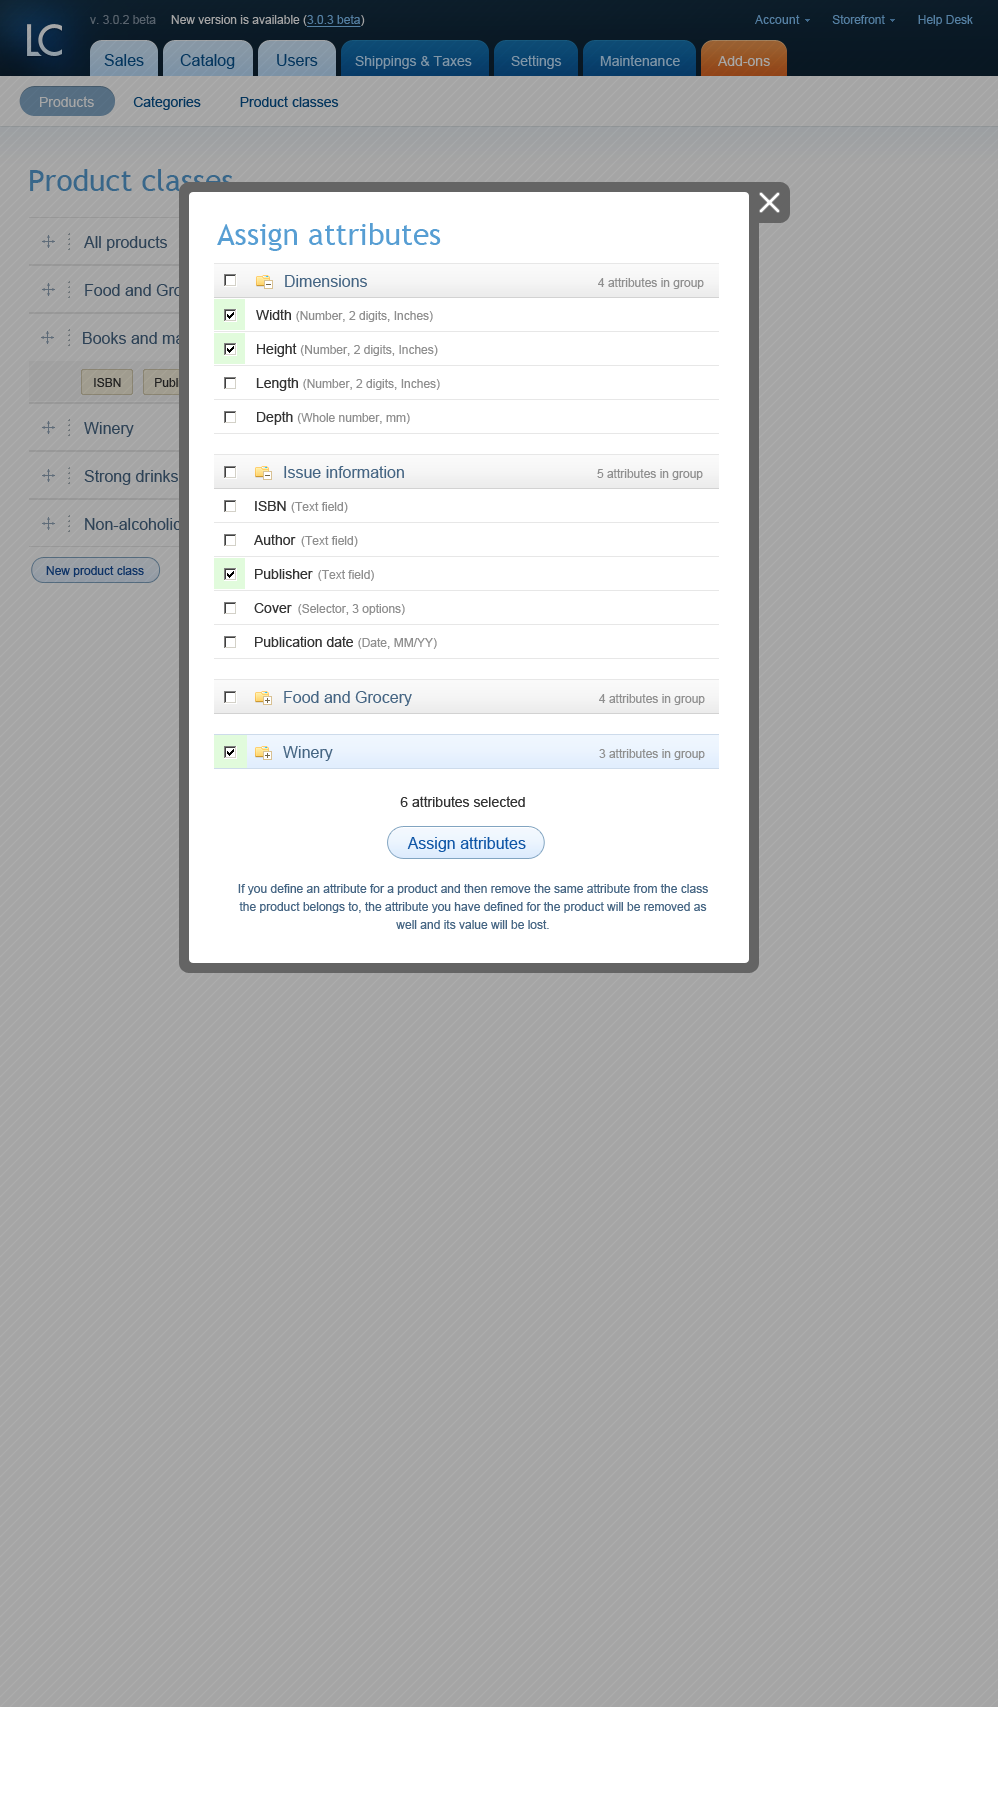 LC
v. 3.0.2 beta New version is available (3.0.3 beta) Account Storefront Help Desk
Sales Catalog Users Shippings & Taxes Settings Maintenance Add-ons
Products Categories Product classes
Product classes
Assign attributes
All products
Food and Gro
Books and ma
ISBN Publ
Winery
Strong drinks
Non-alcoholic
New product class
Dimensions 4 attributes in group
Width (Number, 2 digits, Inches)
Height (Number, 2 digits, Inches)
Length (Number, 2 digits, Inches)
Depth (Whole number, mm)
Issue information 5 attributes in group
ISBN (Text field)
Author (Text field)
Publisher (Text field)
Cover (Selector, 3 options)
Publication date (Date, MM/YY)
Food and Grocery 4 attributes in group
Winery 3 attributes in group
6 attributes selected
Assign attributes
If you define an attribute for a product and then remove the same attribute from the class
the product belongs to, the attribute you have defined for the product will be removed as
well and its value will be lost.